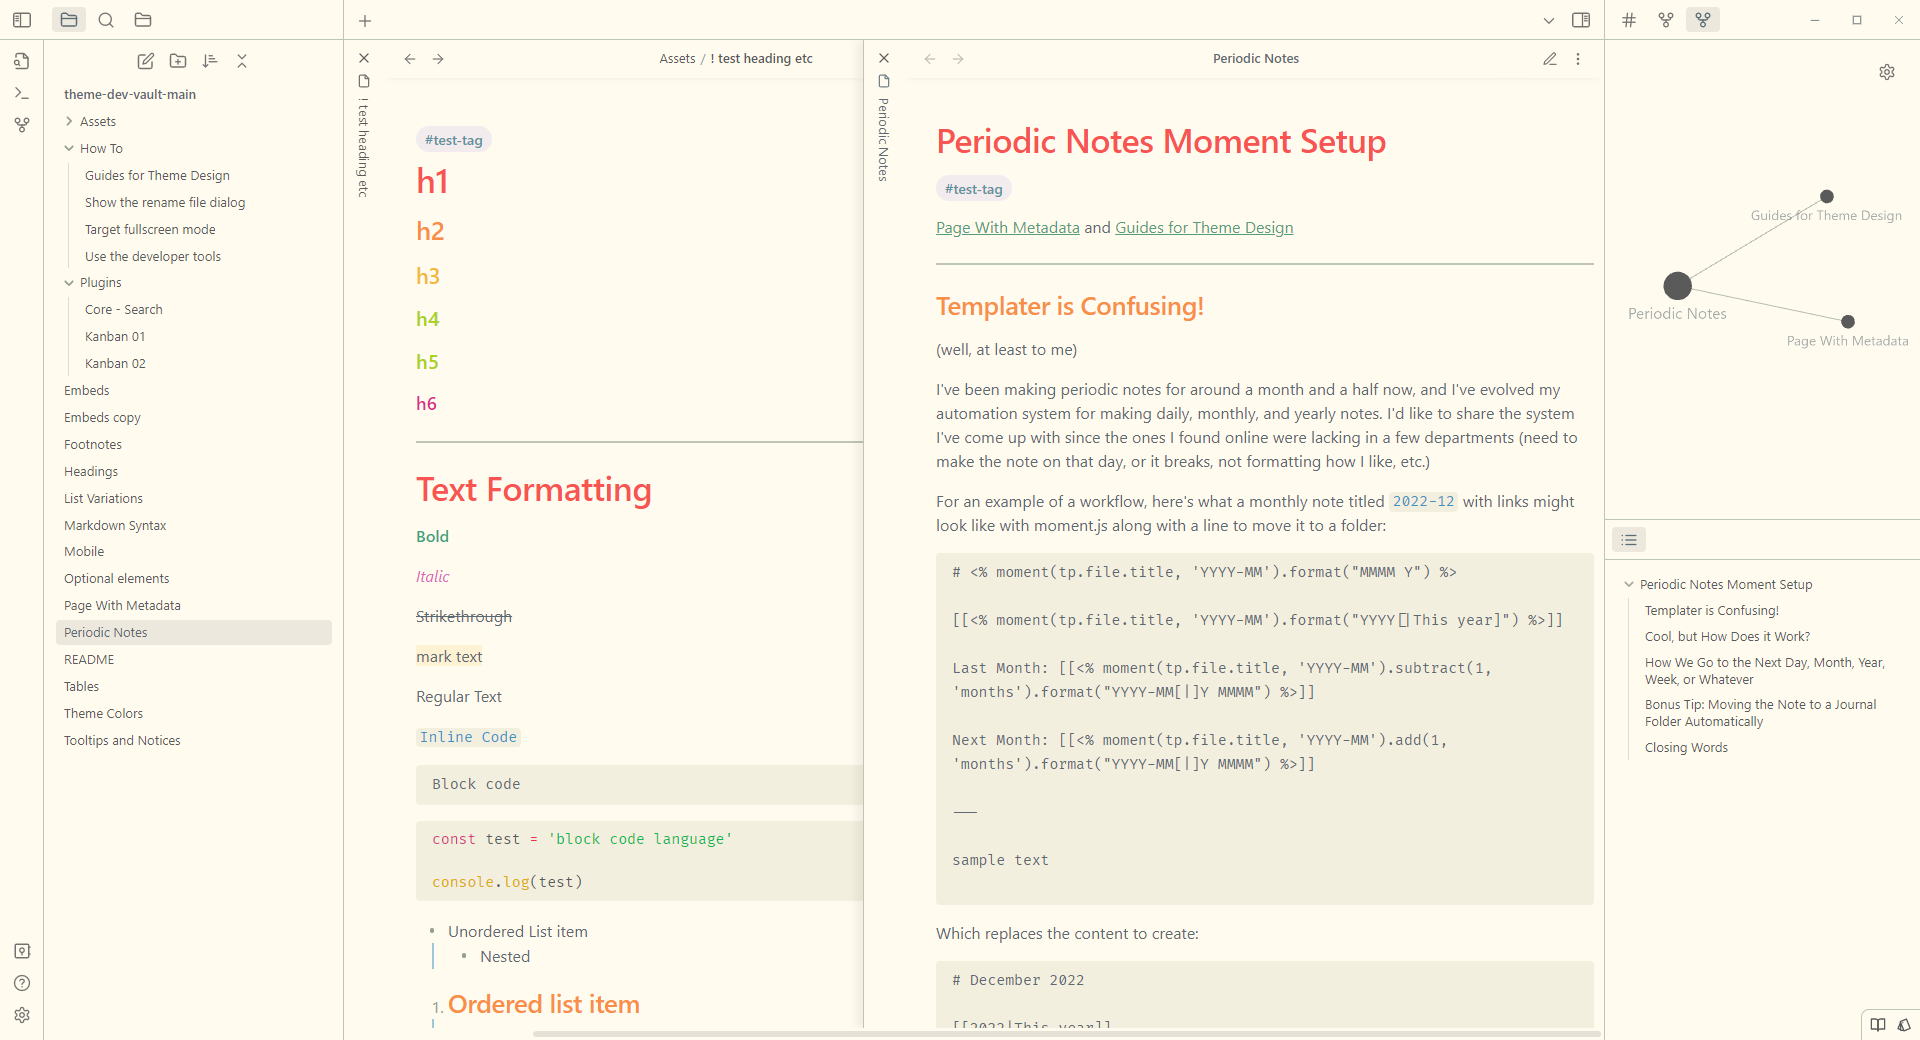 theme-dev-vault-main
Assets
How To
Guides for Theme Design
Show the rename file dialog
Target fullscreen mode
Use the developer tools
Plugins
Core - Search
Kanban 01
Kanban 02
Embeds
Embeds copy
Footnotes
Headings
List Variations
Markdown Syntax
Mobile
Optional elements
Page With Metadata
Periodic Notes
README
Tables
Theme Colors
Tooltips and Notices
! test heading etc
Assets / ! test heading etc
#test-tag
h1
h2
h3
h4
h5
h6
Text Formatting
Bold
Italic
Strikethrough
mark text
Regular Text
Inline Code
Block code
const test = 'block code language'
console.log(test)
• Unordered List item
• Nested
1. Ordered list item
Periodic Notes
Periodic Notes
Periodic Notes Moment Setup
#test-tag
Page With Metadata and Guides for Theme Design
Templater is Confusing!
(well, at least to me)
I've been making periodic notes for around a month and a half now, and I've evolved my
automation system for making daily, monthly, and yearly notes. I'd like to share the system
I've come up with since the ones I found online were lacking in a few departments (need to
make the note on that day, or it breaks, not formatting how I like, etc.)
For an example of a workflow, here's what a monthly note titled 2022-12 with links might
look like with moment.js along with a line to move it to a folder:
# <% moment(tp.file.title, 'YYYY-MM').format("MMMM Y") %>
[[<% moment(tp.file.title, 'YYYY-MM').format("YYYY[]|This year]") %>]]
Last Month: [[<% moment(tp.file.title, 'YYYY-MM').subtract(1,
'months').format("YYYY-MM[|]Y MMMM") %>]]
Next Month: [[<% moment(tp.file.title, 'YYYY-MM').add(1,
'months').format("YYYY-MM[|]Y MMMM") %>]]
---
sample text
Which replaces the content to create:
# December 2022
[[2022|This year]]
Guides for Theme Design
Periodic Notes
Page With Metadata
Periodic Notes Moment Setup
Templater is Confusing!
Cool, but How Does it Work?
How We Go to the Next Day, Month, Year,
Week, or Whatever
Bonus Tip: Moving the Note to a Journal
Folder Automatically
Closing Words